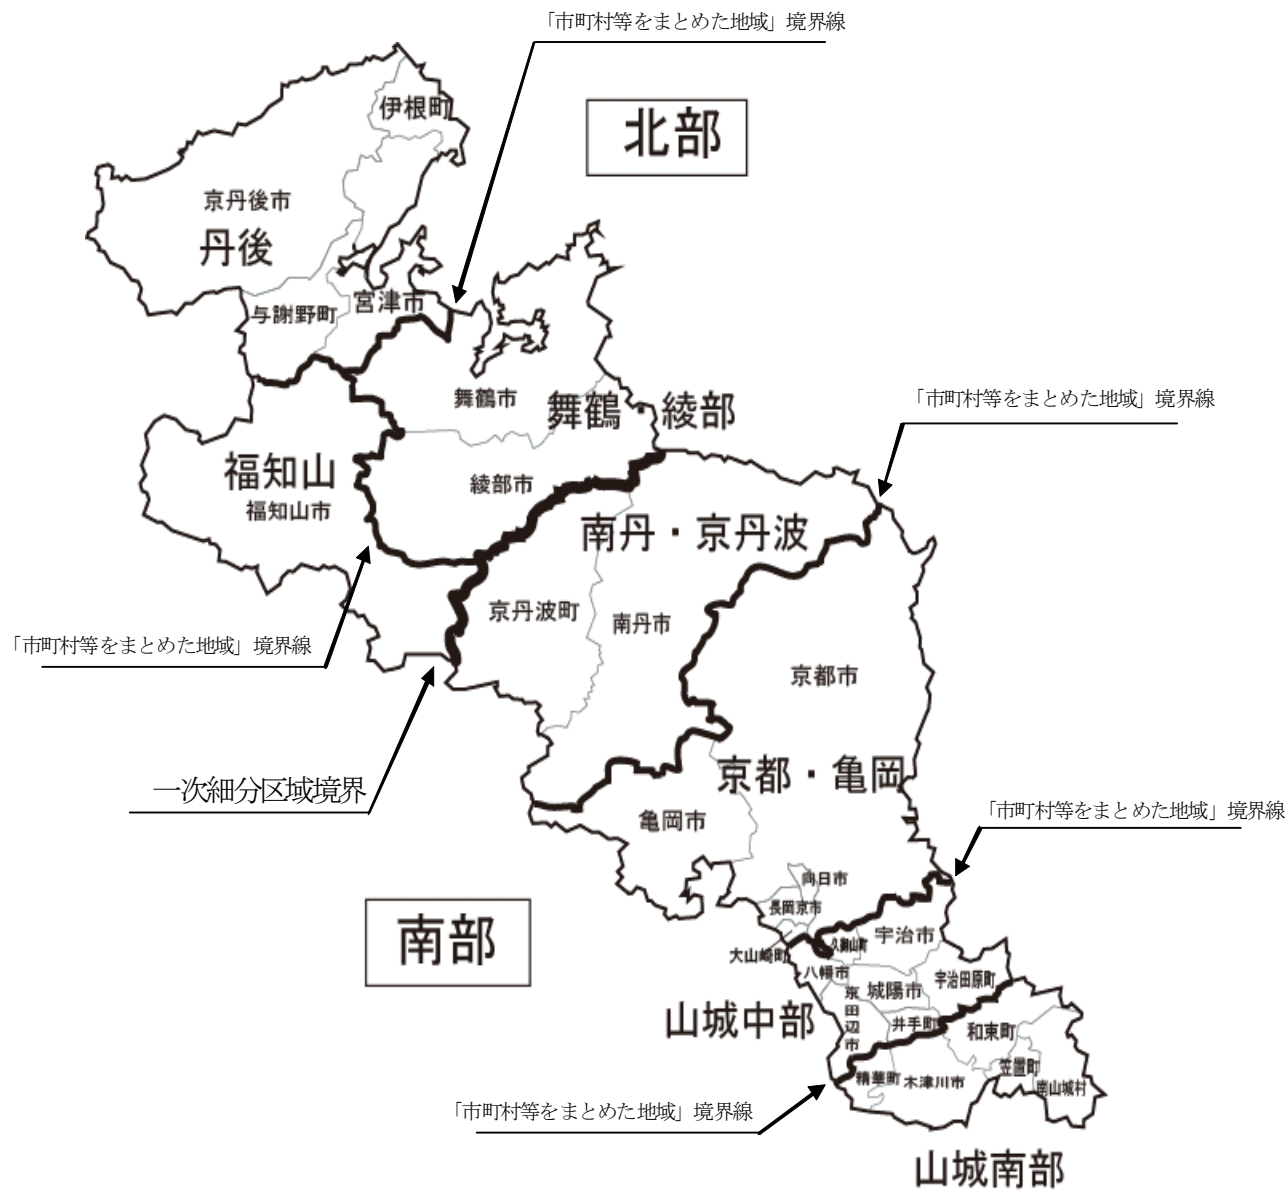 「市町村等をまとめた地域」境界線
北部
伊根町
京丹後市
丹後
与謝野町
宮津市
舞鶴市
舞鶴・綾部
「市町村等をまとめた地域」境界線
福知山
福知山市
綾部市
南丹・京丹波
京丹波町
南丹市
「市町村等をまとめた地域」境界線
京都市
一次細分区域境界
京都・亀岡
亀岡市
「市町村等をまとめた地域」境界線
向日市
長岡京市
南部
大山崎町
久御山町
宇治市
八幡市
城陽市
宇治田原町
京田辺市
山城中部
井手町
和東町
笠置町
精華町
木津川市
南山城村
「市町村等をまとめた地域」境界線
山城南部